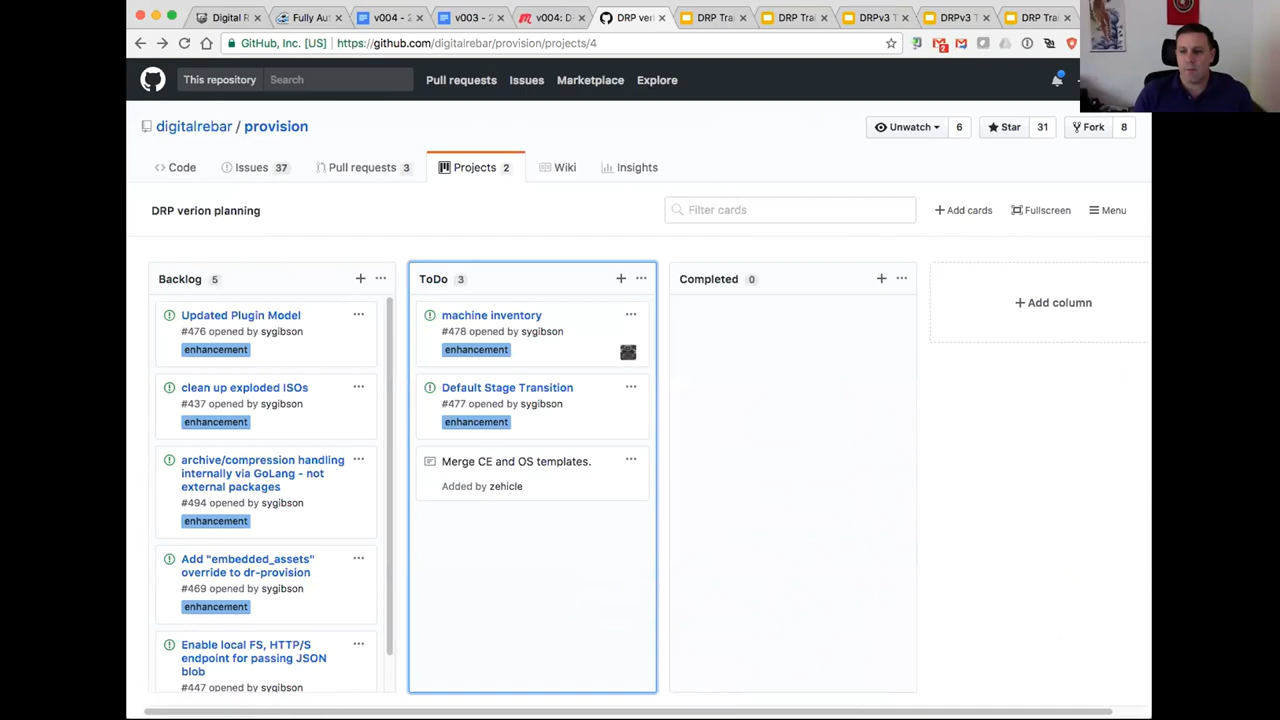 Digital R
Fully Au
v004 - 2
v003 - 2
v004: D
DRP veri
DRP Trai
DRP Trai
DRPv3 T
DRPv3 T
DRP Trai
GitHub, Inc. [US]
https://github.com/digitalrebar/provision/projects/4
2
This repository
Search
Pull requests
Issues
Marketplace
Explore
digitalrebar / provision
Unwatch 6
Star 31
Fork 8
Code
Issues 37
Pull requests 3
Projects 2
Wiki
Insights
DRP verion planning
Filter cards
+ Add cards
Fullscreen
Menu
Backlog 5
Updated Plugin Model
#476 opened by sygibson
enhancement
clean up exploded ISOs
#437 opened by sygibson
enhancement
archive/compression handling
internally via GoLang - not
external packages
#494 opened by sygibson
enhancement
Add "embedded_assets"
override to dr-provision
#469 opened by sygibson
enhancement
Enable local FS, HTTP/S
endpoint for passing JSON
blob
#447 opened by sygibson
ToDo 3
machine inventory
#478 opened by sygibson
enhancement
Default Stage Transition
#477 opened by sygibson
enhancement
Merge CE and OS templates.
Added by zehicle
Completed 0
+ Add column